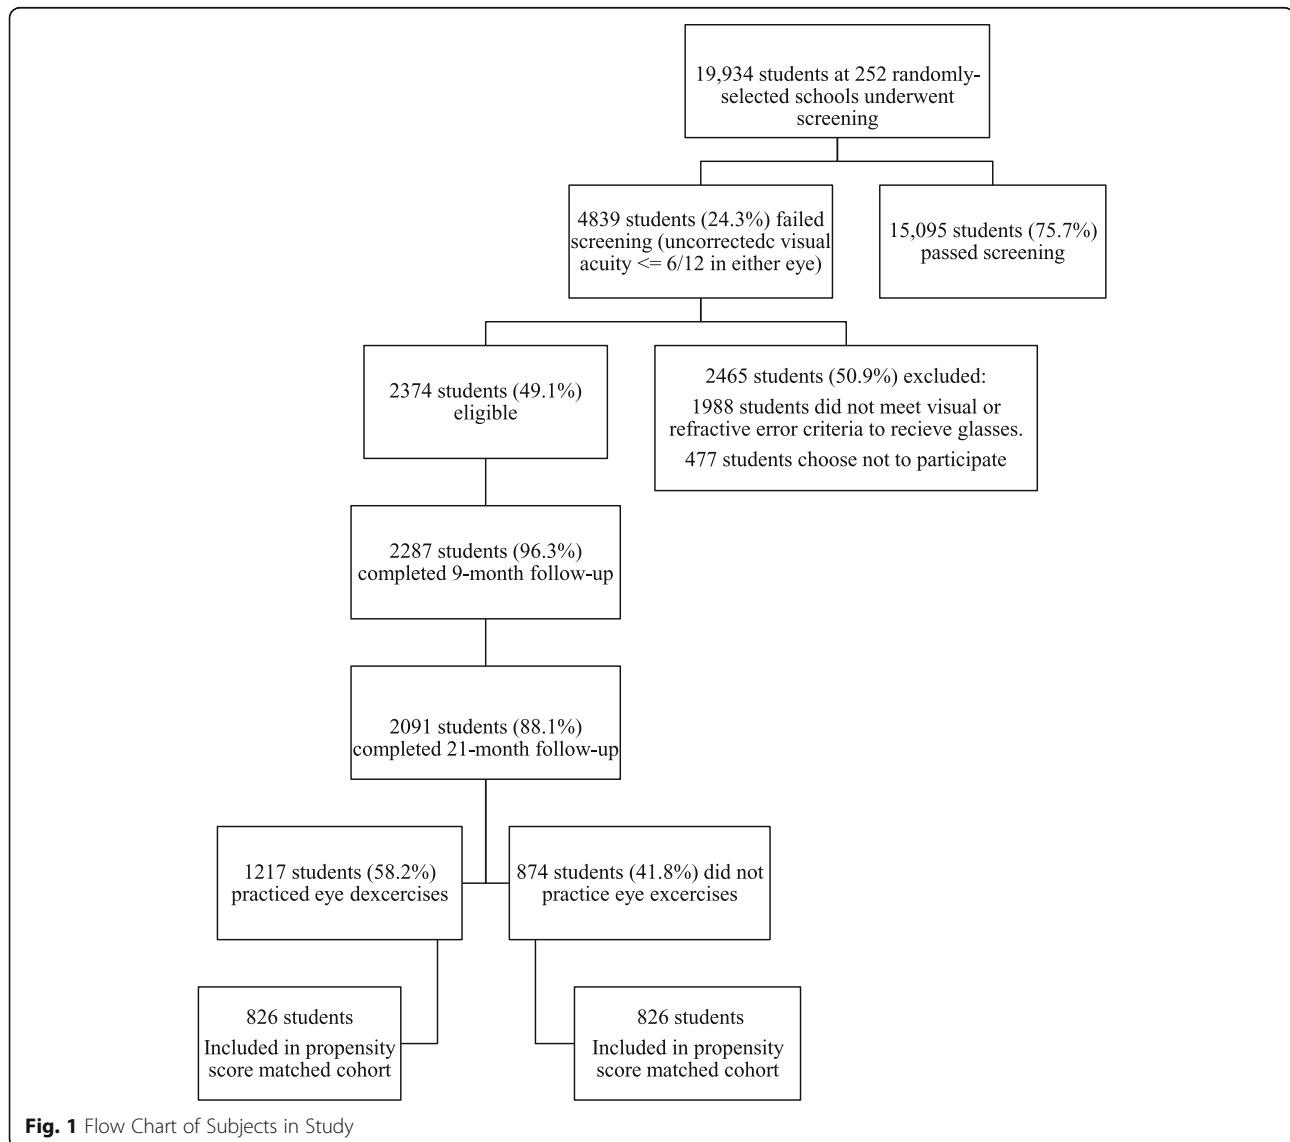 19,934 students at 252 randomly-
selected schools underwent
screening
4839 students (24.3%) failed
screening (uncorrectedc visual
acuity <= 6/12 in either eye)
15,095 students (75.7%)
passed screening
2374 students (49.1%)
eligible
2465 students (50.9%) excluded:
1988 students did not meet visual or
refractive error criteria to recieve glasses.
477 students choose not to participate
2287 students (96.3%)
completed 9-month follow-up
2091 students (88.1%)
completed 21-month follow-up
1217 students (58.2%)
practiced eye dexcercises
874 students (41.8%) did not
practice eye excercises
826 students
Included in propensity
score matched cohort
826 students
Included in propensity
score matched cohort
Fig. 1 Flow Chart of Subjects in Study